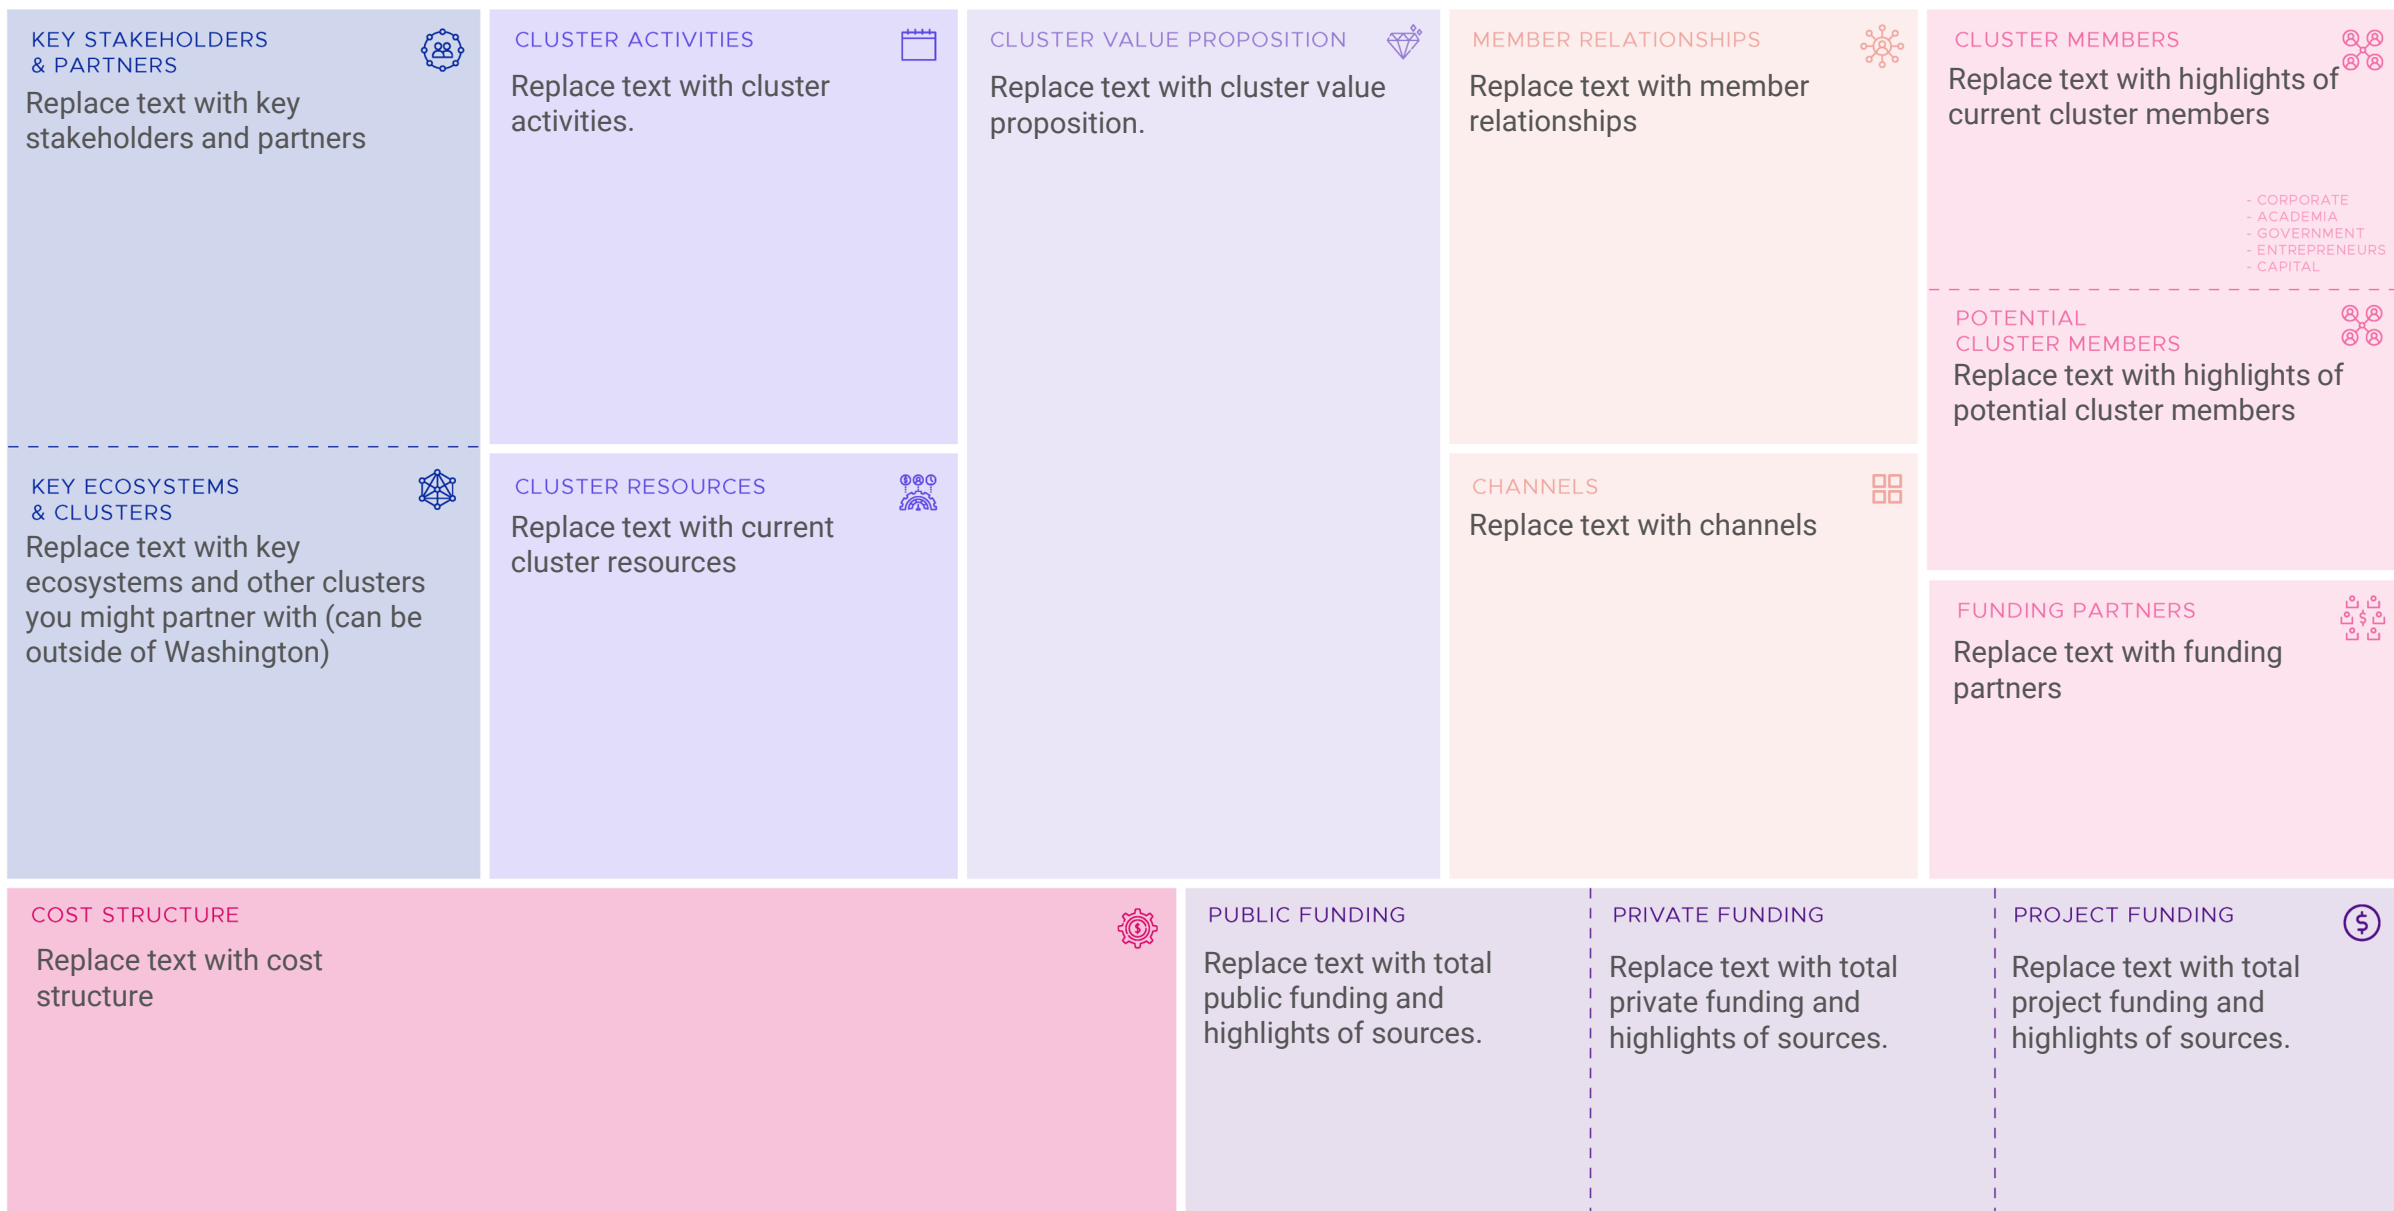 KEY STAKEHOLDERS
& PARTNERS
Replace text with key
stakeholders and partners
KEY ECOSYSTEMS
& CLUSTERS
Replace text with key
ecosystems and other clusters
you might partner with (can be
outside of Washington)
CLUSTER ACTIVITIES
Replace text with cluster
activities.
CLUSTER RESOURCES
Replace text with current
cluster resources
CLUSTER VALUE PROPOSITION
Replace text with cluster value
proposition.
MEMBER RELATIONSHIPS
Replace text with member
relationships
CHANNELS
Replace text with channels
CLUSTER MEMBERS
Replace text with highlights of
current cluster members
- CORPORATE
- ACADEMIA
- GOVERNMENT
- ENTREPRENEURS
- CAPITAL
POTENTIAL
CLUSTER MEMBERS
Replace text with highlights of
potential cluster members
FUNDING PARTNERS
Replace text with funding
partners
COST STRUCTURE
Replace text with cost
structure
PUBLIC FUNDING
Replace text with total
public funding and
highlights of sources.
PRIVATE FUNDING
Replace text with total
private funding and
highlights of sources.
PROJECT FUNDING
Replace text with total
project funding and
highlights of sources.